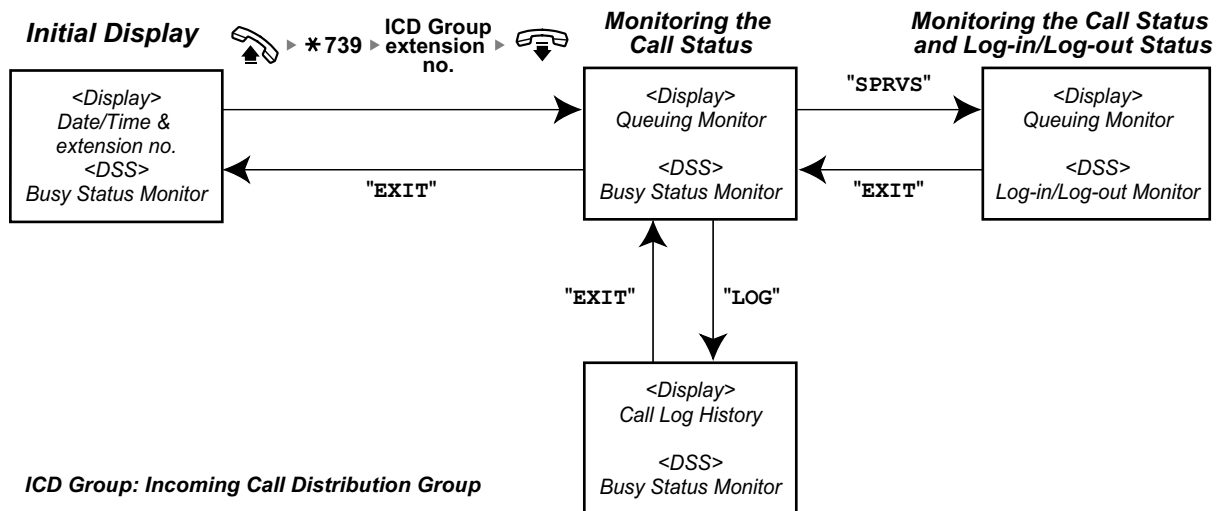 Initial Display
✱739
ICD Group
extension
no.
Monitoring the
Call Status
Monitoring the Call Status
and Log-in/Log-out Status
<Display>
Date/Time &
extension no.
<DSS>
Busy Status Monitor
"EXIT"
<Display>
Queuing Monitor
<DSS>
Busy Status Monitor
"SPRVS"
"EXIT"
<Display>
Queuing Monitor
<DSS>
Log-in/Log-out Monitor
"EXIT"
"LOG"
<Display>
Call Log History
<DSS>
Busy Status Monitor
ICD Group: Incoming Call Distribution Group